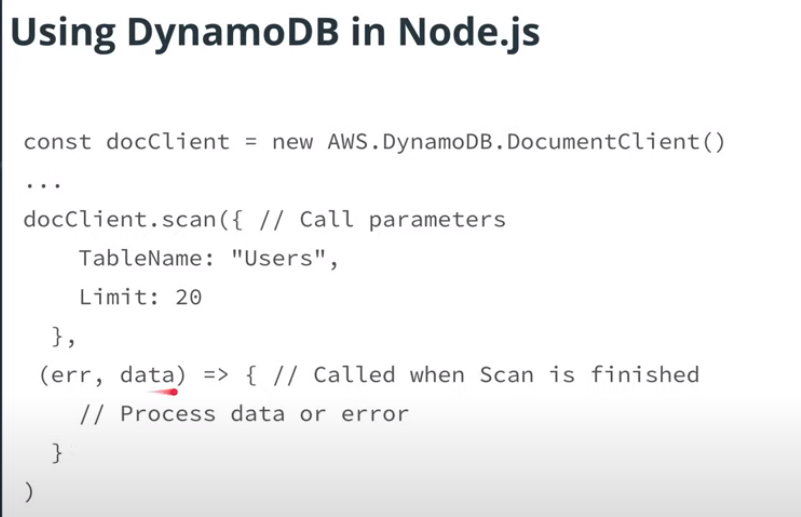 Using DynamoDB in Node.js
const docClient = new AWS.DynamoDB.DocumentClient()
...
docClient.scan({ // Call parameters
TableName: "Users",
Limit: 20
},
(err, data) => { // Called when Scan is finished
// Process data or error
}
)